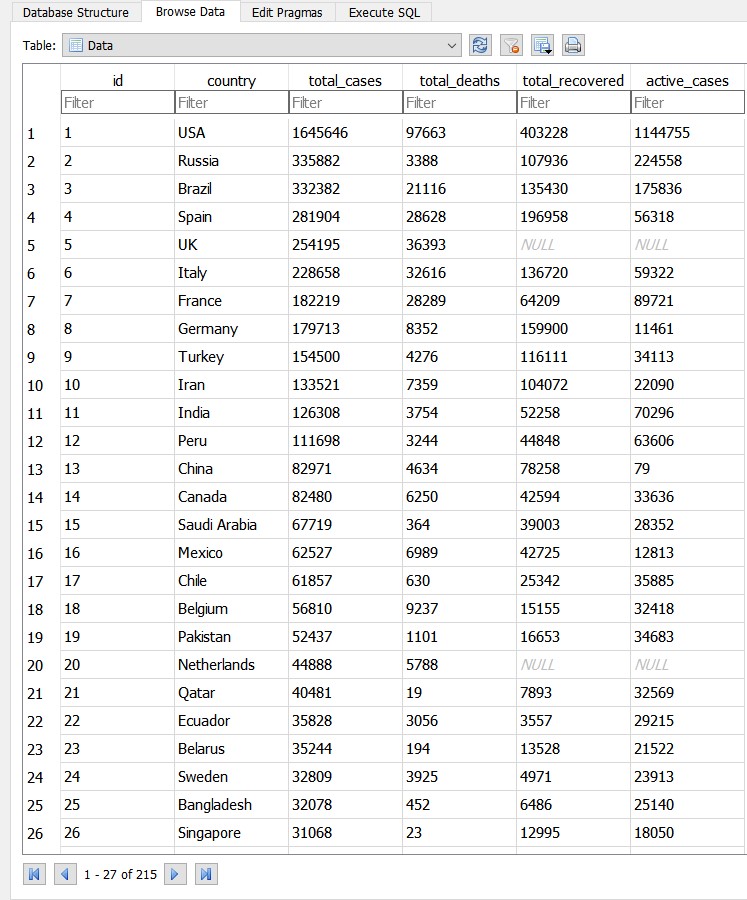 Database Structure Browse Data Edit Pragmas Execute SQL
Table: Data
id country total_cases total_deaths total_recovered active_cases
Filter Filter Filter Filter Filter Filter
1 1 USA 1645646 97663 403228 1144755
2 2 Russia 335882 3388 107936 224558
3 3 Brazil 332382 21116 135430 175836
4 4 Spain 281904 28628 196958 56318
5 5 UK 254195 36393 NULL NULL
6 6 Italy 228658 32616 136720 59322
7 7 France 182219 28289 64209 89721
8 8 Germany 179713 8352 159900 11461
9 9 Turkey 154500 4276 116111 34113
10 10 Iran 133521 7359 104072 22090
11 11 India 126308 3754 52258 70296
12 12 Peru 111698 3244 44848 63606
13 13 China 82971 4634 78258 79
14 14 Canada 82480 6250 42594 33636
15 15 Saudi Arabia 67719 364 39003 28352
16 16 Mexico 62527 6989 42725 12813
17 17 Chile 61857 630 25342 35885
18 18 Belgium 56810 9237 15155 32418
19 19 Pakistan 52437 1101 16653 34683
20 20 Netherlands 44888 5788 NULL NULL
21 21 Qatar 40481 19 7893 32569
22 22 Ecuador 35828 3056 3557 29215
23 23 Belarus 35244 194 13528 21522
24 24 Sweden 32809 3925 4971 23913
25 25 Bangladesh 32078 452 6486 25140
26 26 Singapore 31068 23 12995 18050
1 - 27 of 215